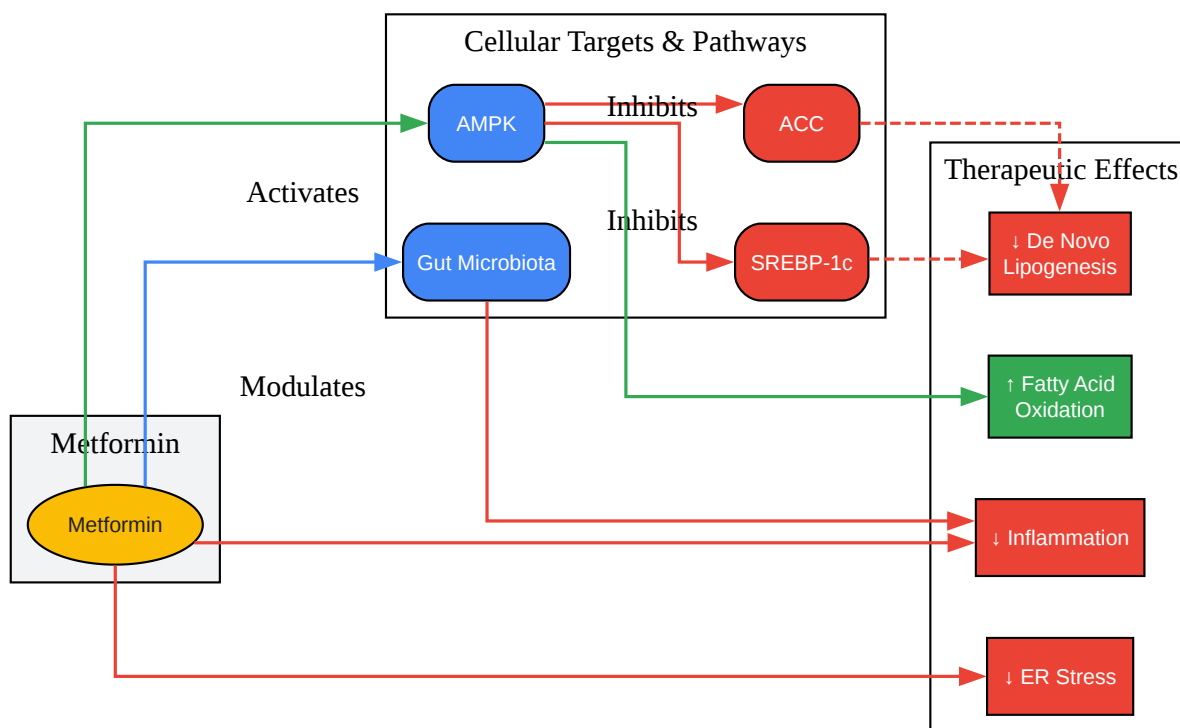 Cellular Targets & Pathways
AMPK
Inhibits
ACC
Therapeutic Effects
Activates
Inhibits
Gut Microbiota
SREBP-1c
↓ De Novo
Lipogenesis
Modulates
↑ Fatty Acid
Oxidation
Metformin
Metformin
↓ Inflammation
↓ ER Stress